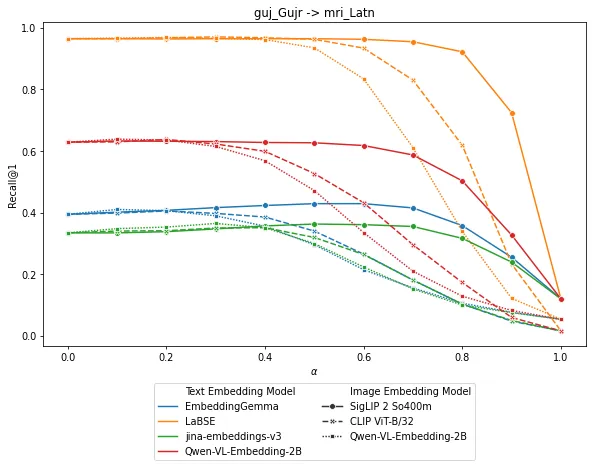 guj_Gujr -> mri_Latn
Recall@1
1.0
0.8
0.6
0.4
0.2
0.0
0.0 0.2 0.4 0.6 0.8 1.0
α
Text Embedding Model
EmbeddingGemma
LaBSE
jina-embeddings-v3
Qwen-VL-Embedding-2B
Image Embedding Model
SigLIP 2 So400m
CLIP ViT-B/32
Qwen-VL-Embedding-2B